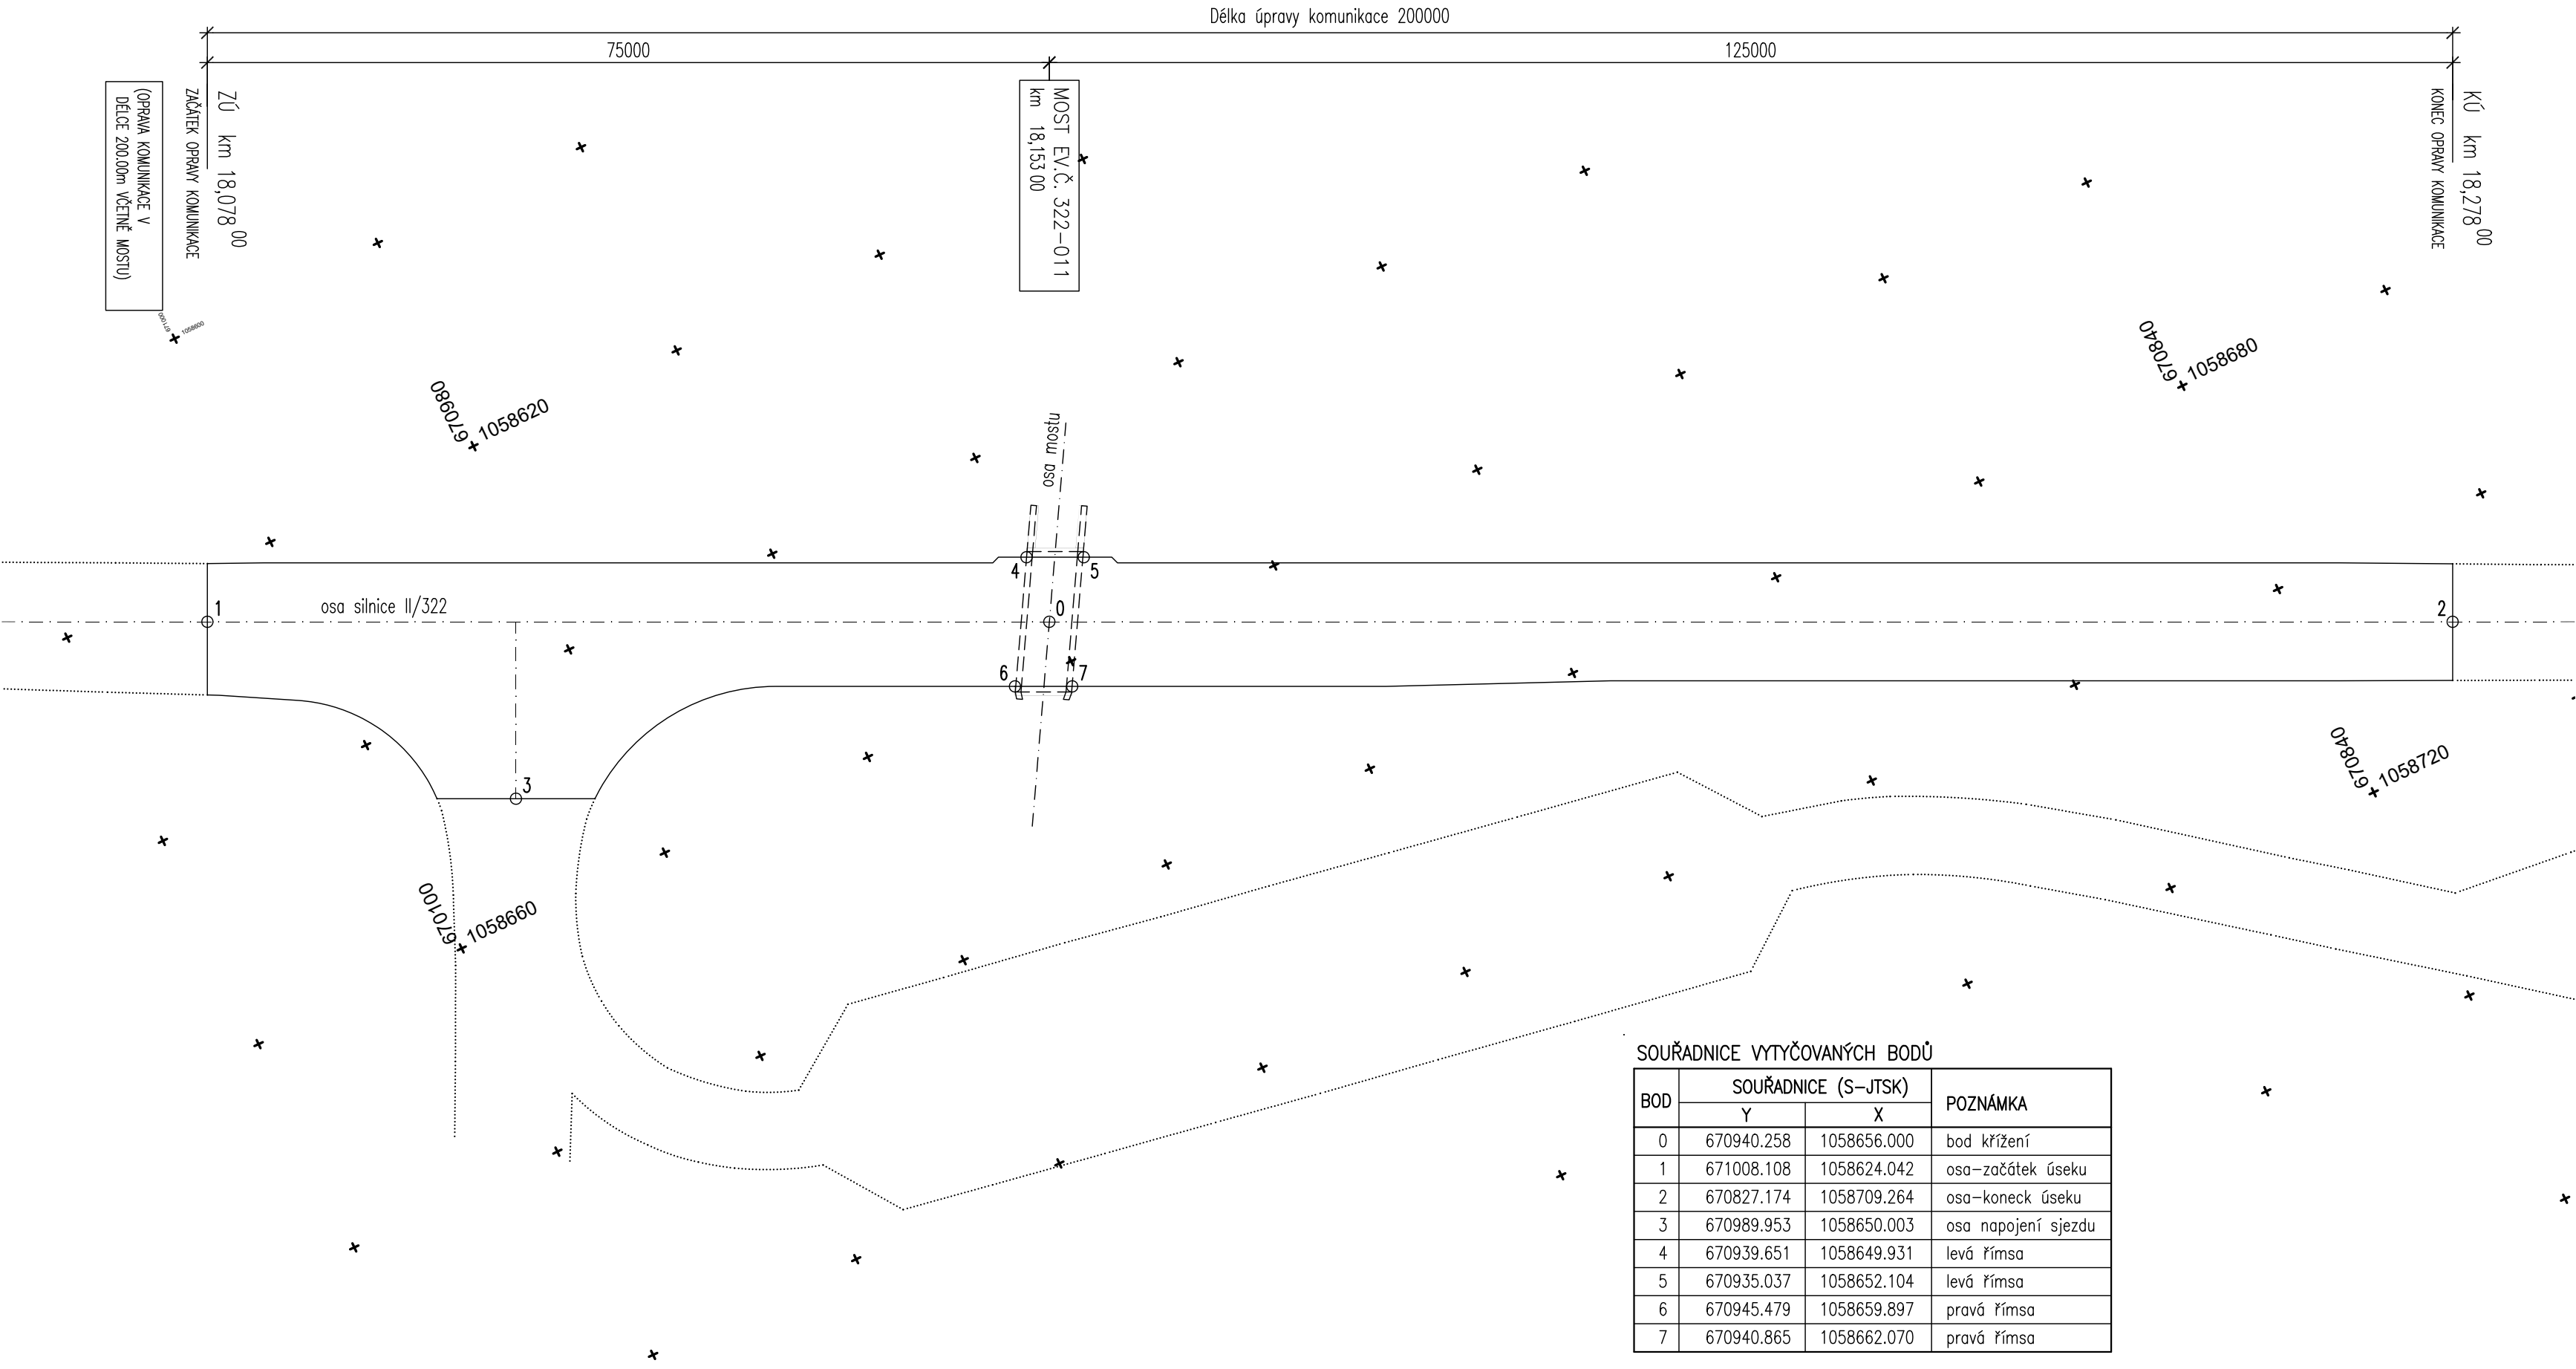 Délka úpravy komunikace 200000
75000
125000
(OPRAVA KOMUNIKACE V
DÉLCE 200.00m VČETNĚ MOSTU)
ZÚ km 18,078 00
ZAČÁTEK OPRAVY KOMUNIKACE
MOST EV.Č. 322-011
km 18,153 00
KÚ km 18,278 00
KONEC OPRAVY KOMUNIKACE
671000
1058600
670980
1058620
670840
1058680
osa mostu
4
5
1
osa silnice II/322
0
2
6
7
3
670840
1058720
670100
1058660
SOUŘADNICE VYTYČOVANÝCH BODŮ
BOD SOUŘADNICE (S-JTSK) POZNÁMKA
Y X
0 670940.258 1058656.000 bod křížení
1 671008.108 1058624.042 osa-začátek úseku
2 670827.174 1058709.264 osa-koneck úseku
3 670989.953 1058650.003 osa napojení sjezdu
4 670939.651 1058649.931 levá římsa
5 670935.037 1058652.104 levá římsa
6 670945.479 1058659.897 pravá římsa
7 670940.865 1058662.070 pravá římsa